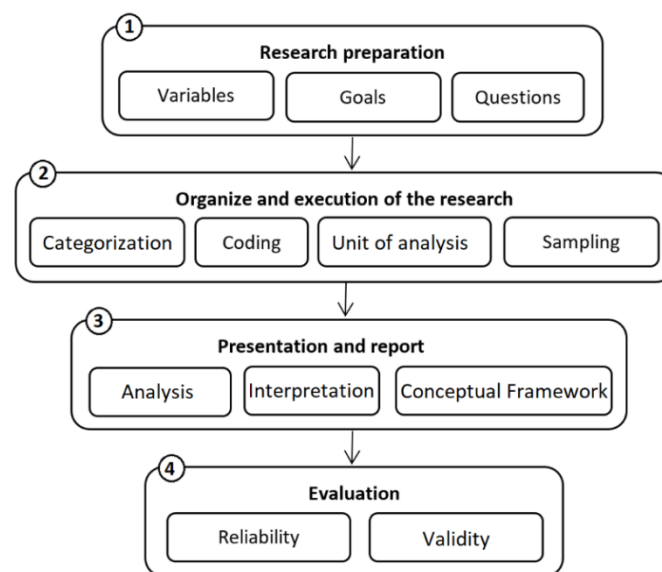 1
Research preparation
Variables
Goals
Questions
2
Organize and execution of the research
Categorization
Coding
Unit of analysis
Sampling
3
Presentation and report
Analysis
Interpretation
Conceptual Framework
4
Evaluation
Reliability
Validity